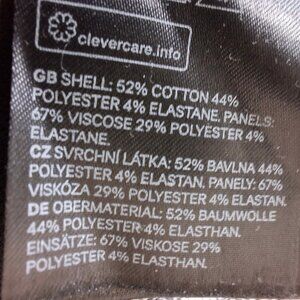 clevercare.info
GB SHELL: 52% COTTON 44%
POLYESTER 4% ELASTANE. PANELS:
67% VISCOSE 29% POLYESTER 4%
ELASTANE.
CZ SVRCHNÍ LÁTKA: 52% BAVLNA 44%
POLYESTER 4% ELASTAN. PANELY: 67%
VISKÓZA 29% POLYESTER 4% ELASTAN.
DE OBERMATERIAL: 52% BAUMWOLLE
44% POLYESTER 4% ELASTHAN.
EINSÄTZE: 67% VISKOSE 29%
POLYESTER 4% ELASTHAN.